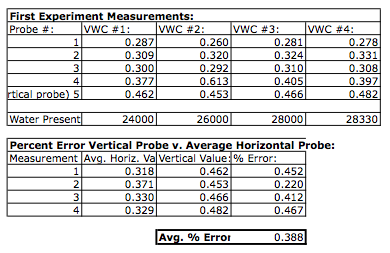 First Experiment Measurements:
Probe #: VWC #1: VWC #2: VWC #3: VWC #4:
1 0.287 0.260 0.281 0.278
2 0.309 0.320 0.324 0.331
3 0.300 0.292 0.310 0.308
4 0.377 0.613 0.405 0.397
rtical probe) 5 0.462 0.453 0.466 0.482
Water Present 24000 26000 28000 28330
Percent Error Vertical Probe v. Average Horizontal Probe:
Measurement Avg. Horiz. Va Vertical Value: % Error:
1 0.318 0.462 0.452
2 0.371 0.453 0.220
3 0.330 0.466 0.412
4 0.329 0.482 0.467
Avg. % Error 0.388